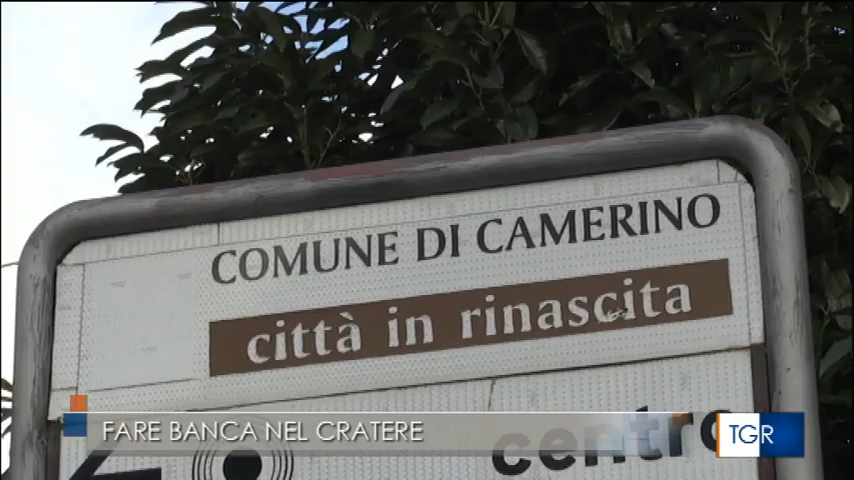 COMUNE DI CAMERINO
città in rinascita
centro
FARE BANCA NEL CRATERE
TGR